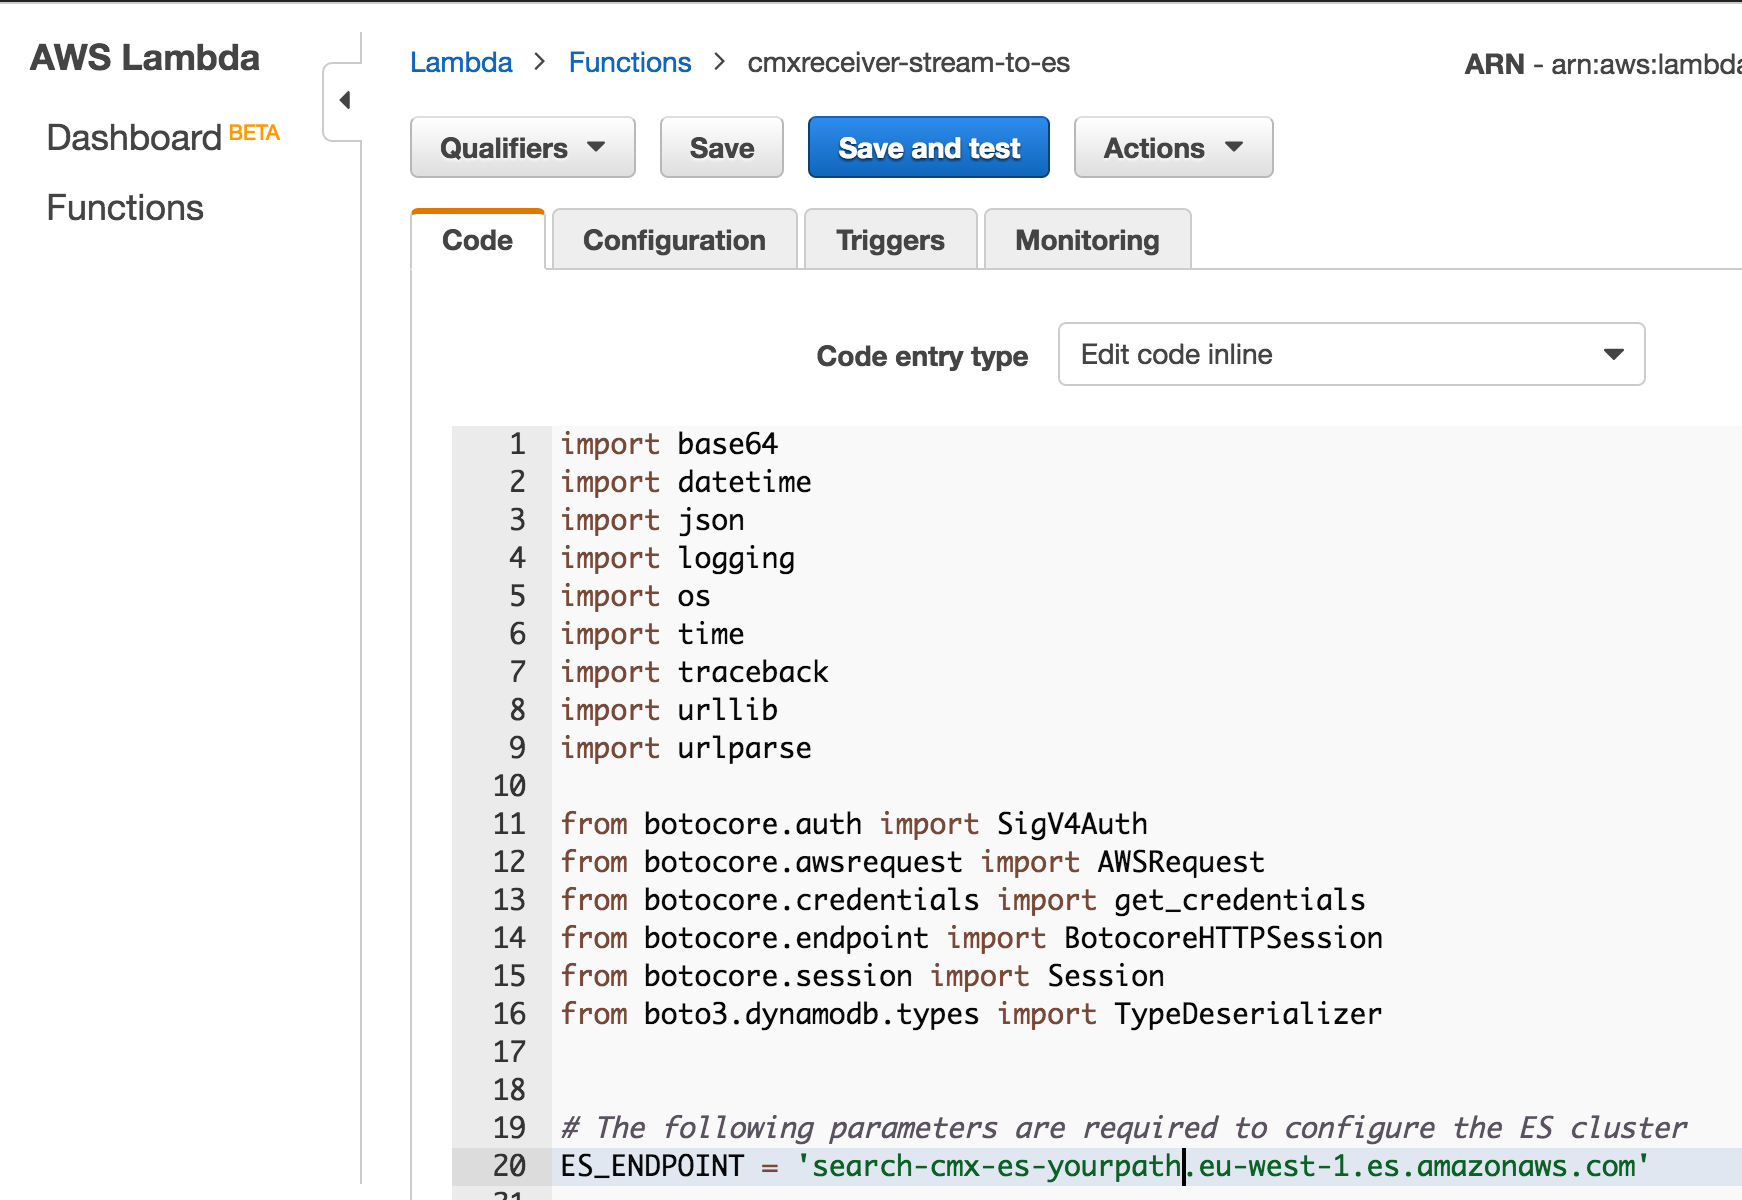 AWS Lambda
Dashboard BETA
Functions
Lambda > Functions > cmxreceiver-stream-to-es
ARN - arn:aws:lambda
Qualifiers
Save
Save and test
Actions
Code
Configuration
Triggers
Monitoring
Code entry type
Edit code inline
1 import base64
2 import datetime
3 import json
4 import logging
5 import os
6 import time
7 import traceback
8 import urllib
9 import urlparse
10
11 from botocore.auth import SigV4Auth
12 from botocore.awsrequest import AWSRequest
13 from botocore.credentials import get_credentials
14 from botocore.endpoint import BotocoreHTTPSession
15 from botocore.session import Session
16 from boto3.dynamodb.types import TypeDeserializer
17
18
19 # The following parameters are required to configure the ES cluster
20 ES_ENDPOINT = 'search-cmx-es-yourpath.eu-west-1.es.amazonaws.com'
21